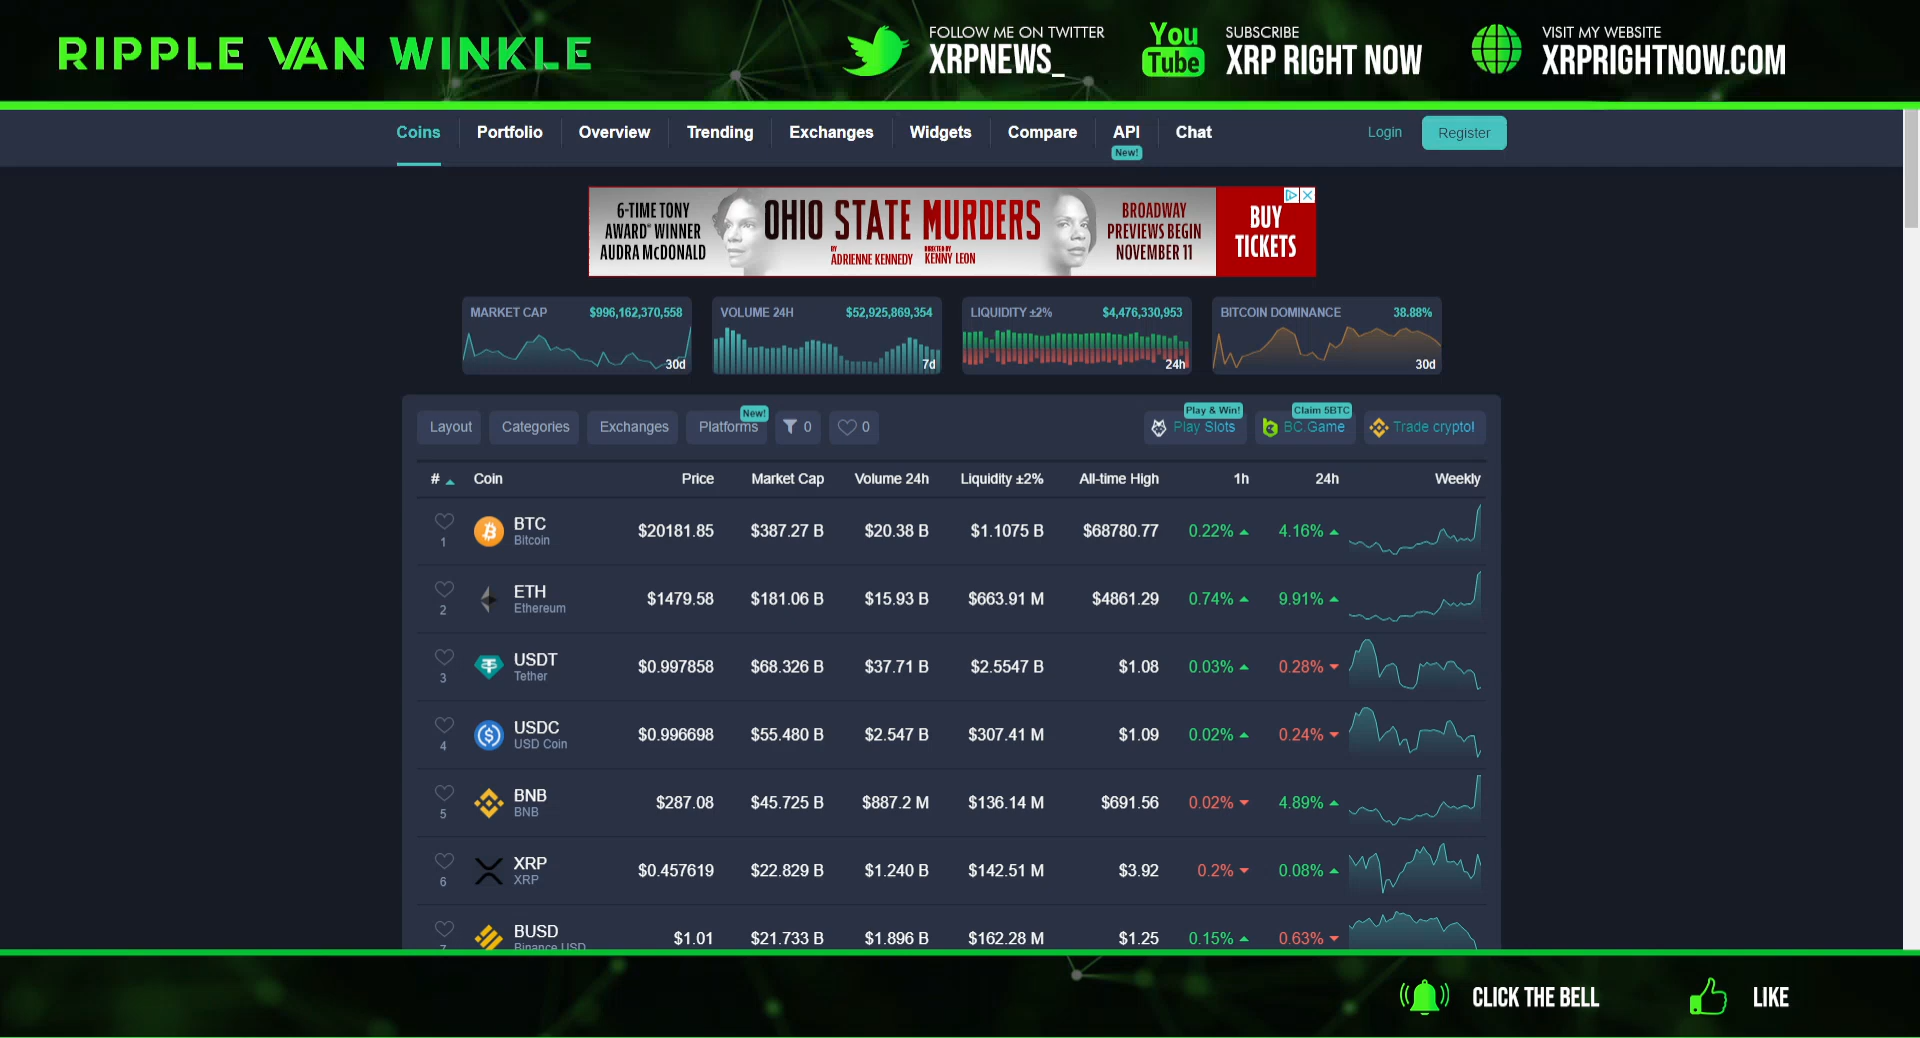 RIPPLE VAN WINKLE
FOLLOW ME ON TWITTER
XRPNEWS_
You
Tube
SUBSCRIBE
XRP RIGHT NOW
VISIT MY WEBSITE
XRPRIGHTNOW.COM
Coins Portfolio Overview Trending Exchanges Widgets Compare API Chat Login Register
New!
6-TIME TONY
AWARD® WINNER
AUDRA McDONALD
OHIO STATE MURDERS
BY
ADRIENNE KENNEDY
DIRECTED BY
KENNY LEON
BROADWAY
PREVIEWS BEGIN
NOVEMBER 11
BUY
TICKETS
MARKET CAP $996,162,370,558
30d
VOLUME 24H $52,925,869,354
7d
LIQUIDITY ±2% $4,476,330,953
24h
BITCOIN DOMINANCE 38.88%
30d
New! Play & Win! Claim 5BTC
Layout Categories Exchanges Platforms 0 0 Play Slots BC.Game Trade crypto!
# Coin Price Market Cap Volume 24h Liquidity ±2% All-time High 1h 24h Weekly
1 BTC $20181.85 $387.27 B $20.38 B $1.1075 B $68780.77 0.22% 4.16%
Bitcoin
2 ETH $1479.58 $181.06 B $15.93 B $663.91 M $4861.29 0.74% 9.91%
Ethereum
3 USDT $0.997858 $68.326 B $37.71 B $2.5547 B $1.08 0.03% 0.28%
Tether
4 USDC $0.996698 $55.480 B $2.547 B $307.41 M $1.09 0.02% 0.24%
USD Coin
5 BNB $287.08 $45.725 B $887.2 M $136.14 M $691.56 0.02% 4.89%
BNB
6 XRP $0.457619 $22.829 B $1.240 B $142.51 M $3.92 0.2% 0.08%
XRP
7 BUSD $1.01 $21.733 B $1.896 B $162.28 M $1.25 0.15% 0.63%
Binance USD
CLICK THE BELL
LIKE